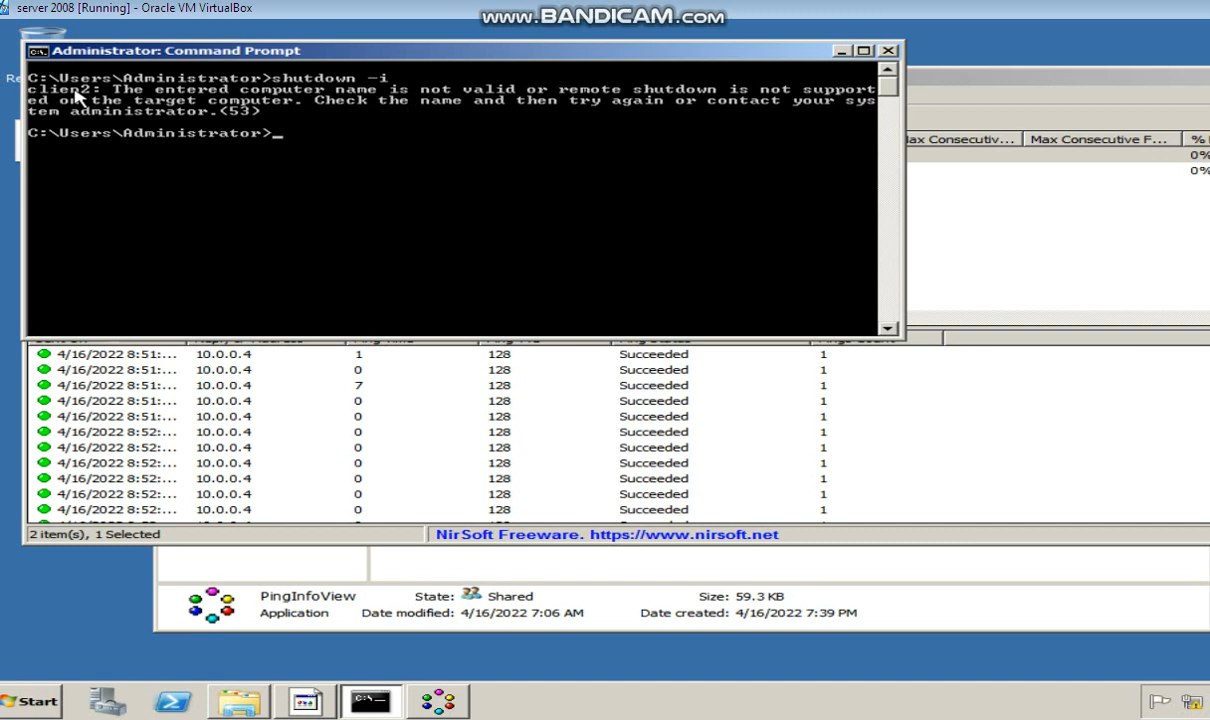 server 2008 [Running] - Oracle VM VirtualBox
www.BANDICAM.com
Administrator: Command Prompt
C:\Users\Administrator>shutdown -i
clien2: The entered computer name is not valid or remote shutdown is not support
ed on the target computer. Check the name and then try again or contact your sys
tem administrator.(53)
C:\Users\Administrator>_
Max Consecutiv... Max Consecutive F... %
0%
0%
4/16/2022 8:51:... 10.0.0.4 1 128 Succeeded 1
4/16/2022 8:51:... 10.0.0.4 0 128 Succeeded 1
4/16/2022 8:51:... 10.0.0.4 7 128 Succeeded 1
4/16/2022 8:51:... 10.0.0.4 0 128 Succeeded 1
4/16/2022 8:51:... 10.0.0.4 0 128 Succeeded 1
4/16/2022 8:52:... 10.0.0.4 0 128 Succeeded 1
4/16/2022 8:52:... 10.0.0.4 0 128 Succeeded 1
4/16/2022 8:52:... 10.0.0.4 0 128 Succeeded 1
4/16/2022 8:52:... 10.0.0.4 0 128 Succeeded 1
4/16/2022 8:52:... 10.0.0.4 0 128 Succeeded 1
4/16/2022 8:52:... 10.0.0.4 0 128 Succeeded 1
2 item(s), 1 Selected NirSoft Freeware. https://www.nirsoft.net
PingInfoView State: Shared Size: 59.3 KB
Application Date modified: 4/16/2022 7:06 AM Date created: 4/16/2022 7:39 PM
Start